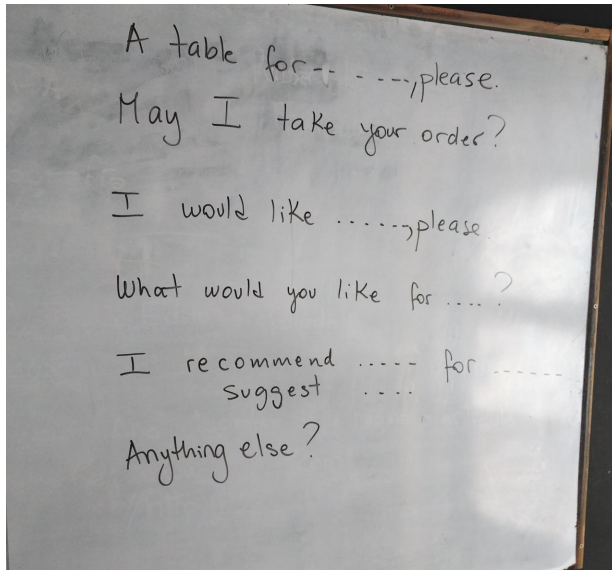 A table for-- - ----, please.
May I take your order?
I would like ......, please
What would you like for ....?
I recommend ..... for ------
suggest ....
Anything else?